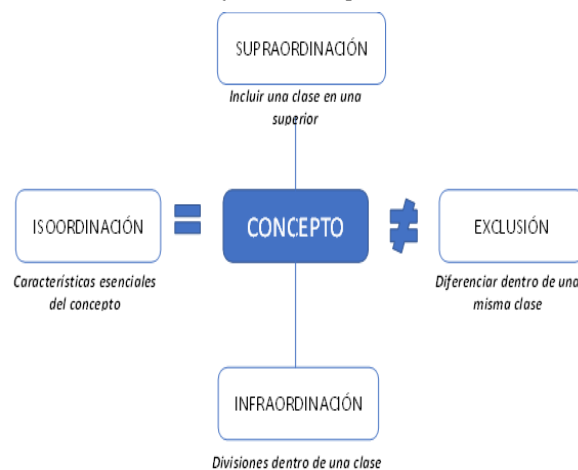 SUPRAORDINACIÓN
Incluir una clase en una
superior
ISOORDINACIÓN
=
CONCEPTO
≠
EXCLUSIÓN
Características esenciales
del concepto
Diferenciar dentro de una
misma clase
INFRAORDINACIÓN
Divisiones dentro de una clase